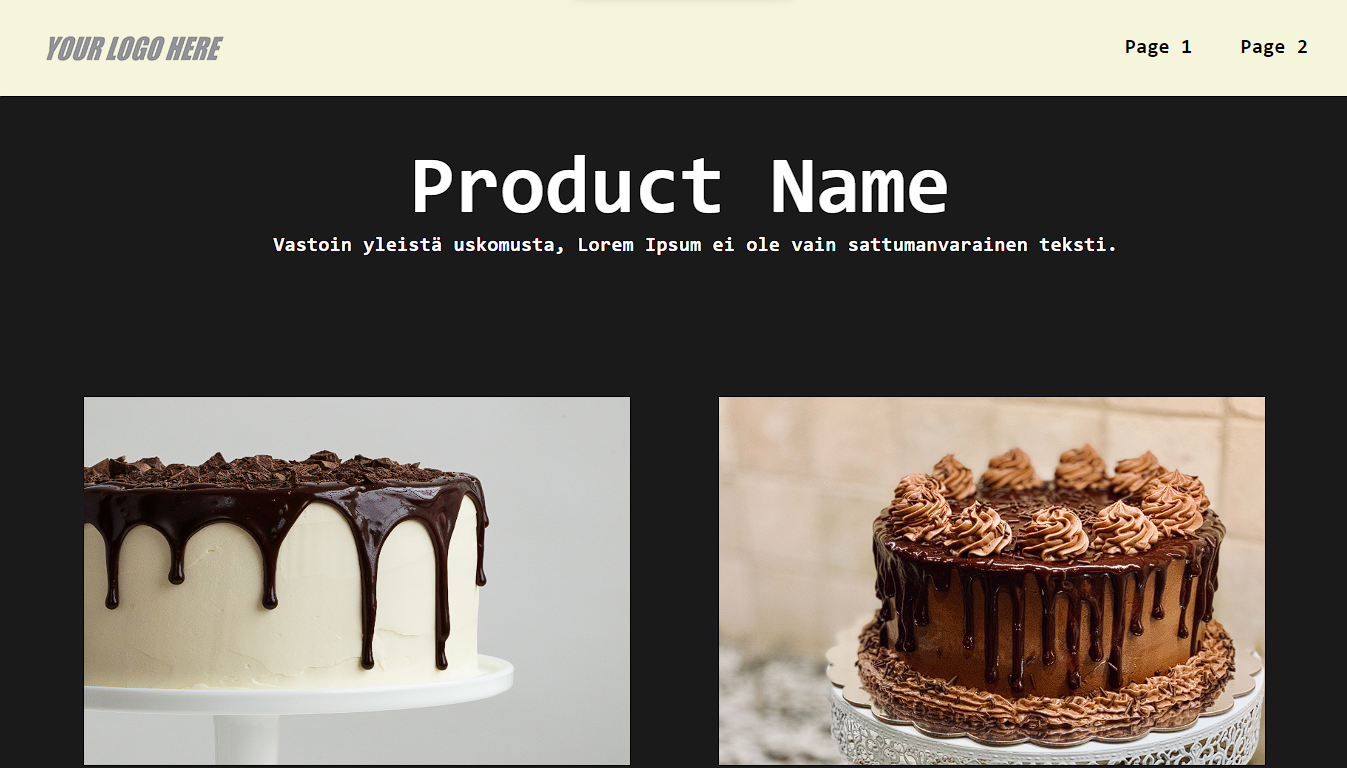 YOUR LOGO HERE
Page 1 Page 2
Product Name
Vastoin yleistä uskomusta, Lorem Ipsum ei ole vain sattumanvarainen teksti.